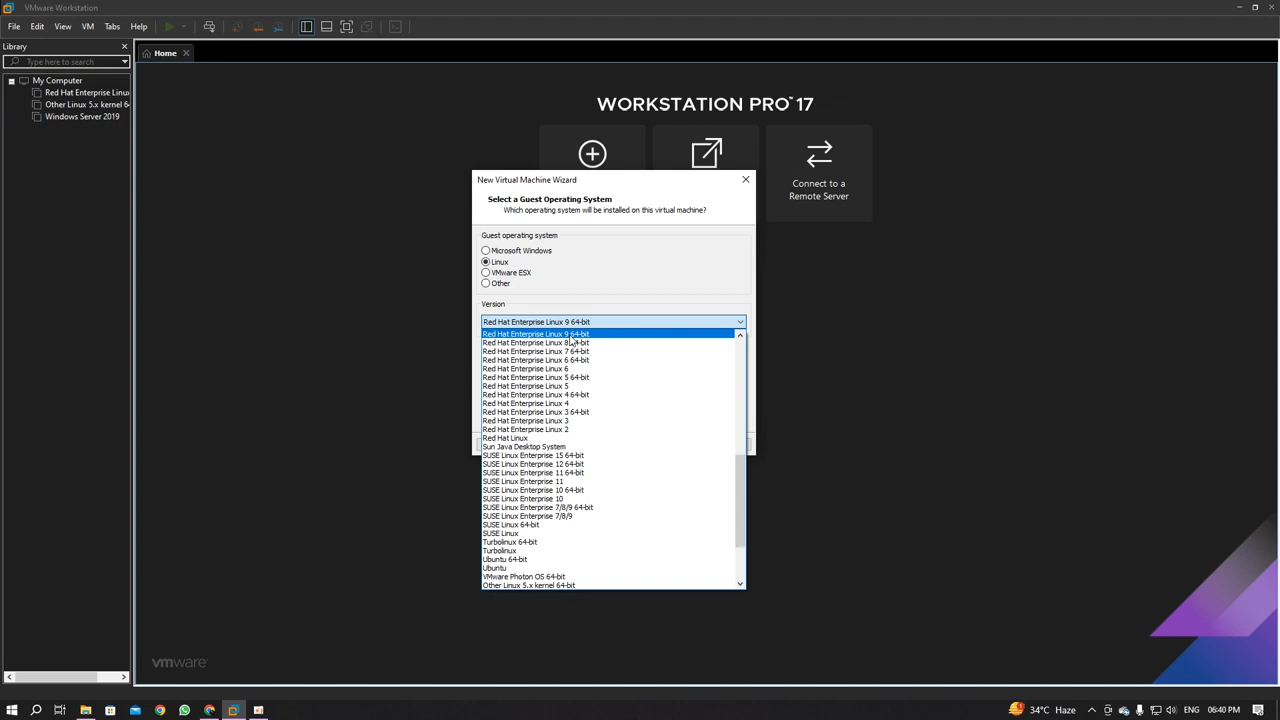 VMware Workstation
File Edit View VM Tabs Help
Library
Type here to search
My Computer
Red Hat Enterprise Linux
Other Linux 5.x kernel 64
Windows Server 2019
Home
WORKSTATION PRO™ 17
Connect to a
Remote Server
New Virtual Machine Wizard
Select a Guest Operating System
Which operating system will be installed on this virtual machine?
Guest operating system
Microsoft Windows
Linux
VMware ESX
Other
Version
Red Hat Enterprise Linux 9 64-bit
Red Hat Enterprise Linux 9 64-bit
Red Hat Enterprise Linux 8 64-bit
Red Hat Enterprise Linux 7 64-bit
Red Hat Enterprise Linux 6 64-bit
Red Hat Enterprise Linux 6
Red Hat Enterprise Linux 5 64-bit
Red Hat Enterprise Linux 5
Red Hat Enterprise Linux 4 64-bit
Red Hat Enterprise Linux 4
Red Hat Enterprise Linux 3 64-bit
Red Hat Enterprise Linux 3
Red Hat Enterprise Linux 2
Red Hat Linux
Sun Java Desktop System
SUSE Linux Enterprise 15 64-bit
SUSE Linux Enterprise 12 64-bit
SUSE Linux Enterprise 11 64-bit
SUSE Linux Enterprise 11
SUSE Linux Enterprise 10 64-bit
SUSE Linux Enterprise 10
SUSE Linux Enterprise 7/8/9 64-bit
SUSE Linux Enterprise 7/8/9
SUSE Linux 64-bit
SUSE Linux
Turbolinux 64-bit
Turbolinux
Ubuntu 64-bit
Ubuntu
VMware Photon OS 64-bit
Other Linux 5.x kernel 64-bit
vmware
34°C Haze ENG 06:40 PM